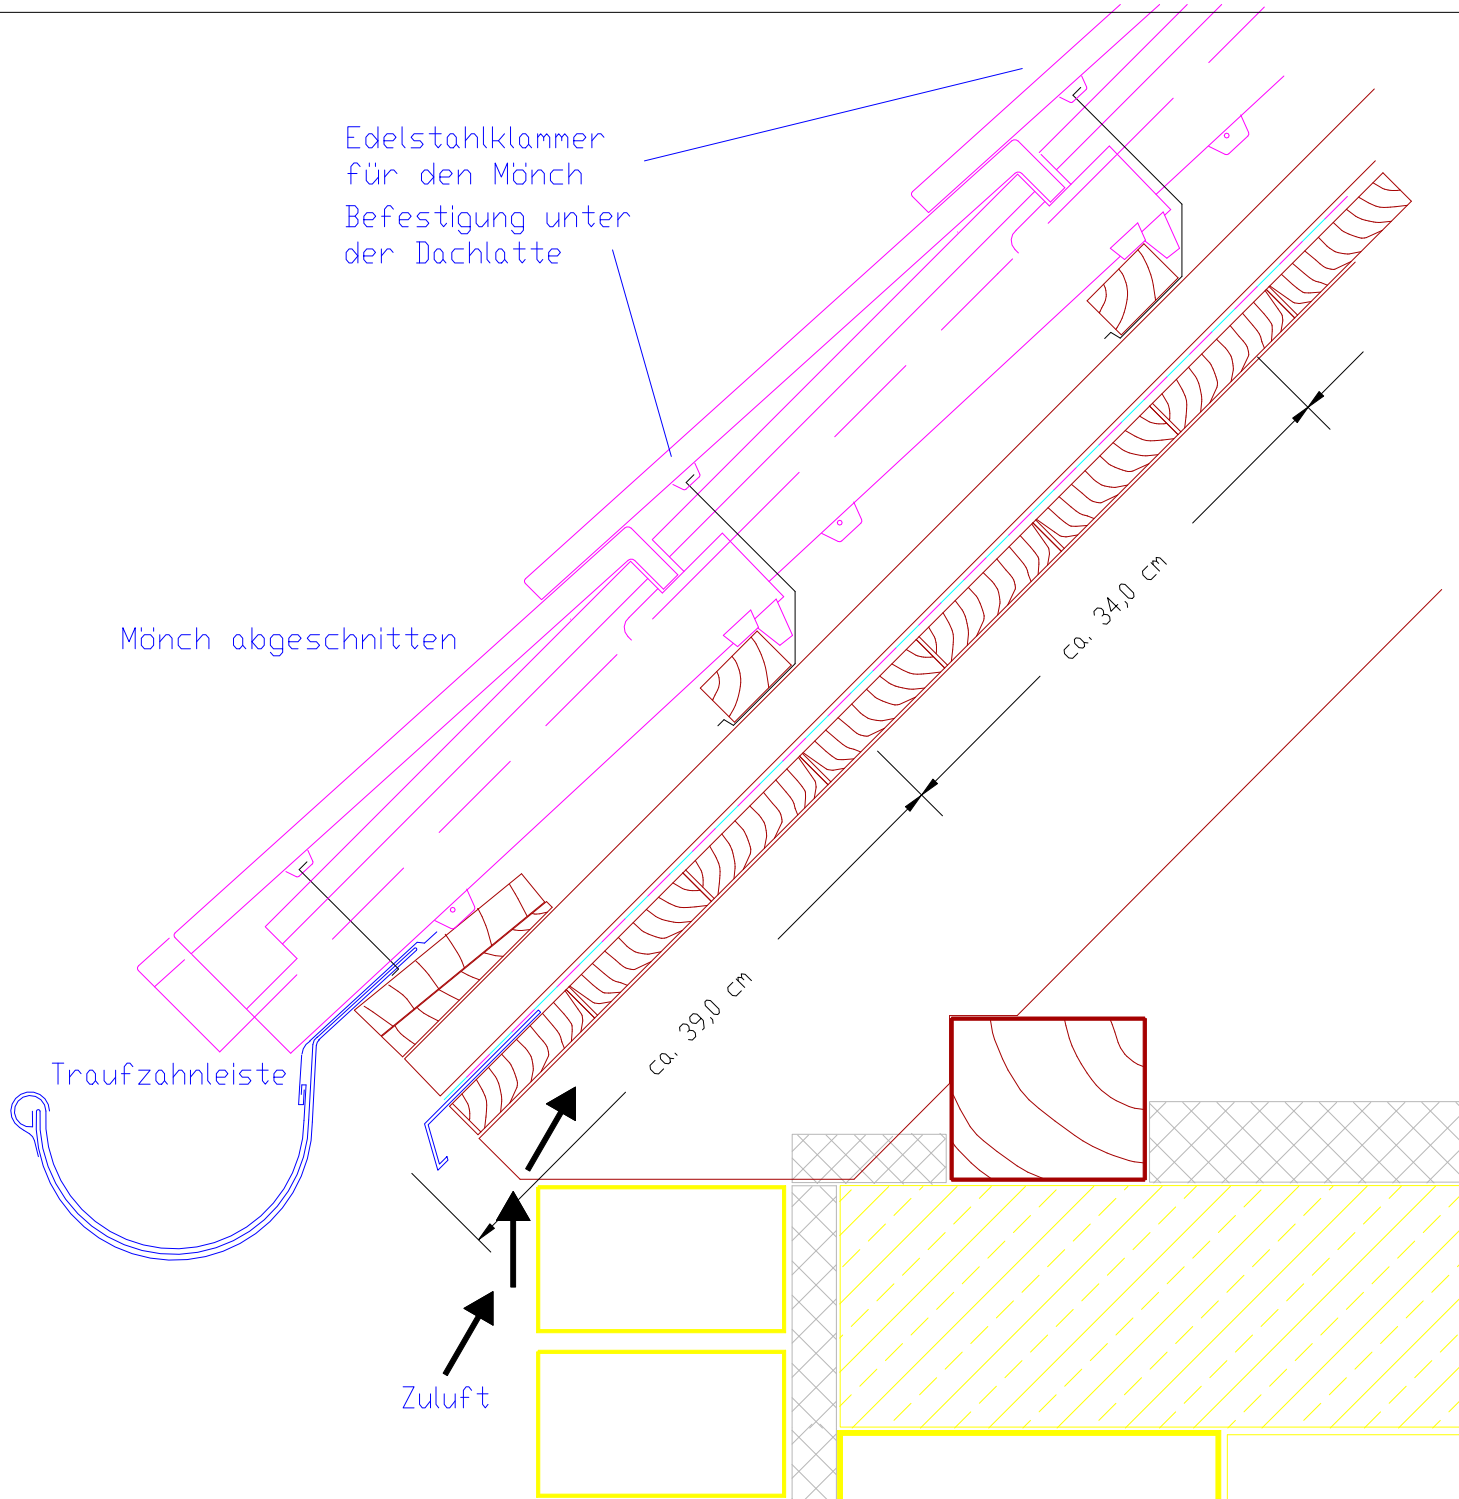 Edelstahlklammer
für den Mönch
Befestigung unter
der Dachlatte
ca. 34,0 cm
Mönch abgeschnitten
ca. 39,0 cm
Traufzahnleiste
Zuluft